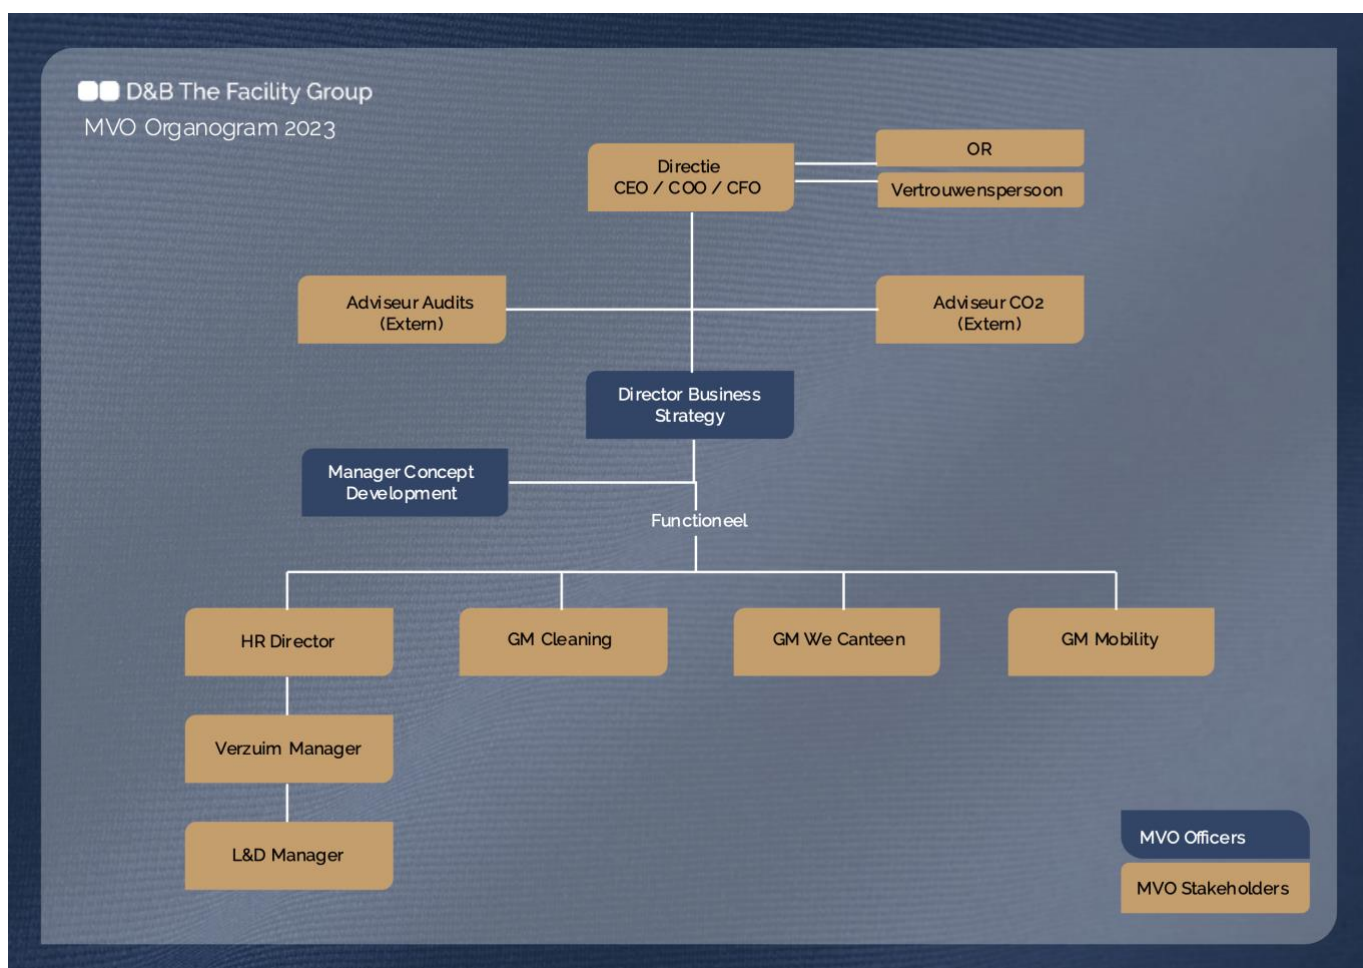 D&B The Facility Group
MVO Organogram 2023
Directie
CEO / COO / CFO
OR
Vertrouwenspersoon
Adviseur Audits
(Extern)
Adviseur CO2
(Extern)
Director Business
Strategy
Manager Concept
Development
Functioneel
HR Director
GM Cleaning
GM We Canteen
GM Mobility
Verzuim Manager
L&D Manager
MVO Officers
MVO Stakeholders